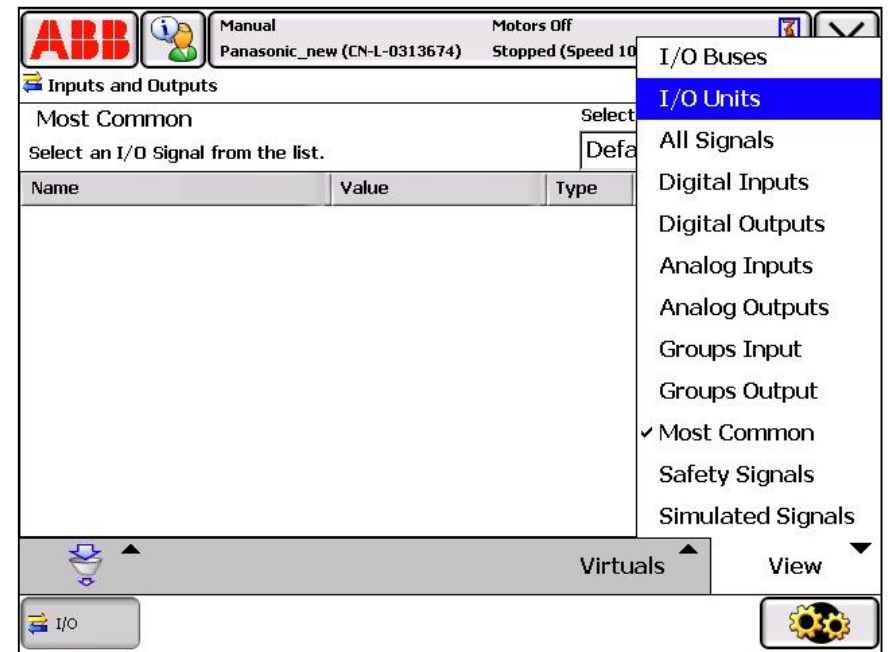 ABB
Manual
Panasonic_new (CN-L-0313674)
Motors Off
Stopped (Speed 10
Inputs and Outputs
Most Common
Select an I/O Signal from the list.
Select
Defa
Name Value Type
I/O Buses
I/O Units
All Signals
Digital Inputs
Digital Outputs
Analog Inputs
Analog Outputs
Groups Input
Groups Output
✓ Most Common
Safety Signals
Simulated Signals
Virtuals View
I/O